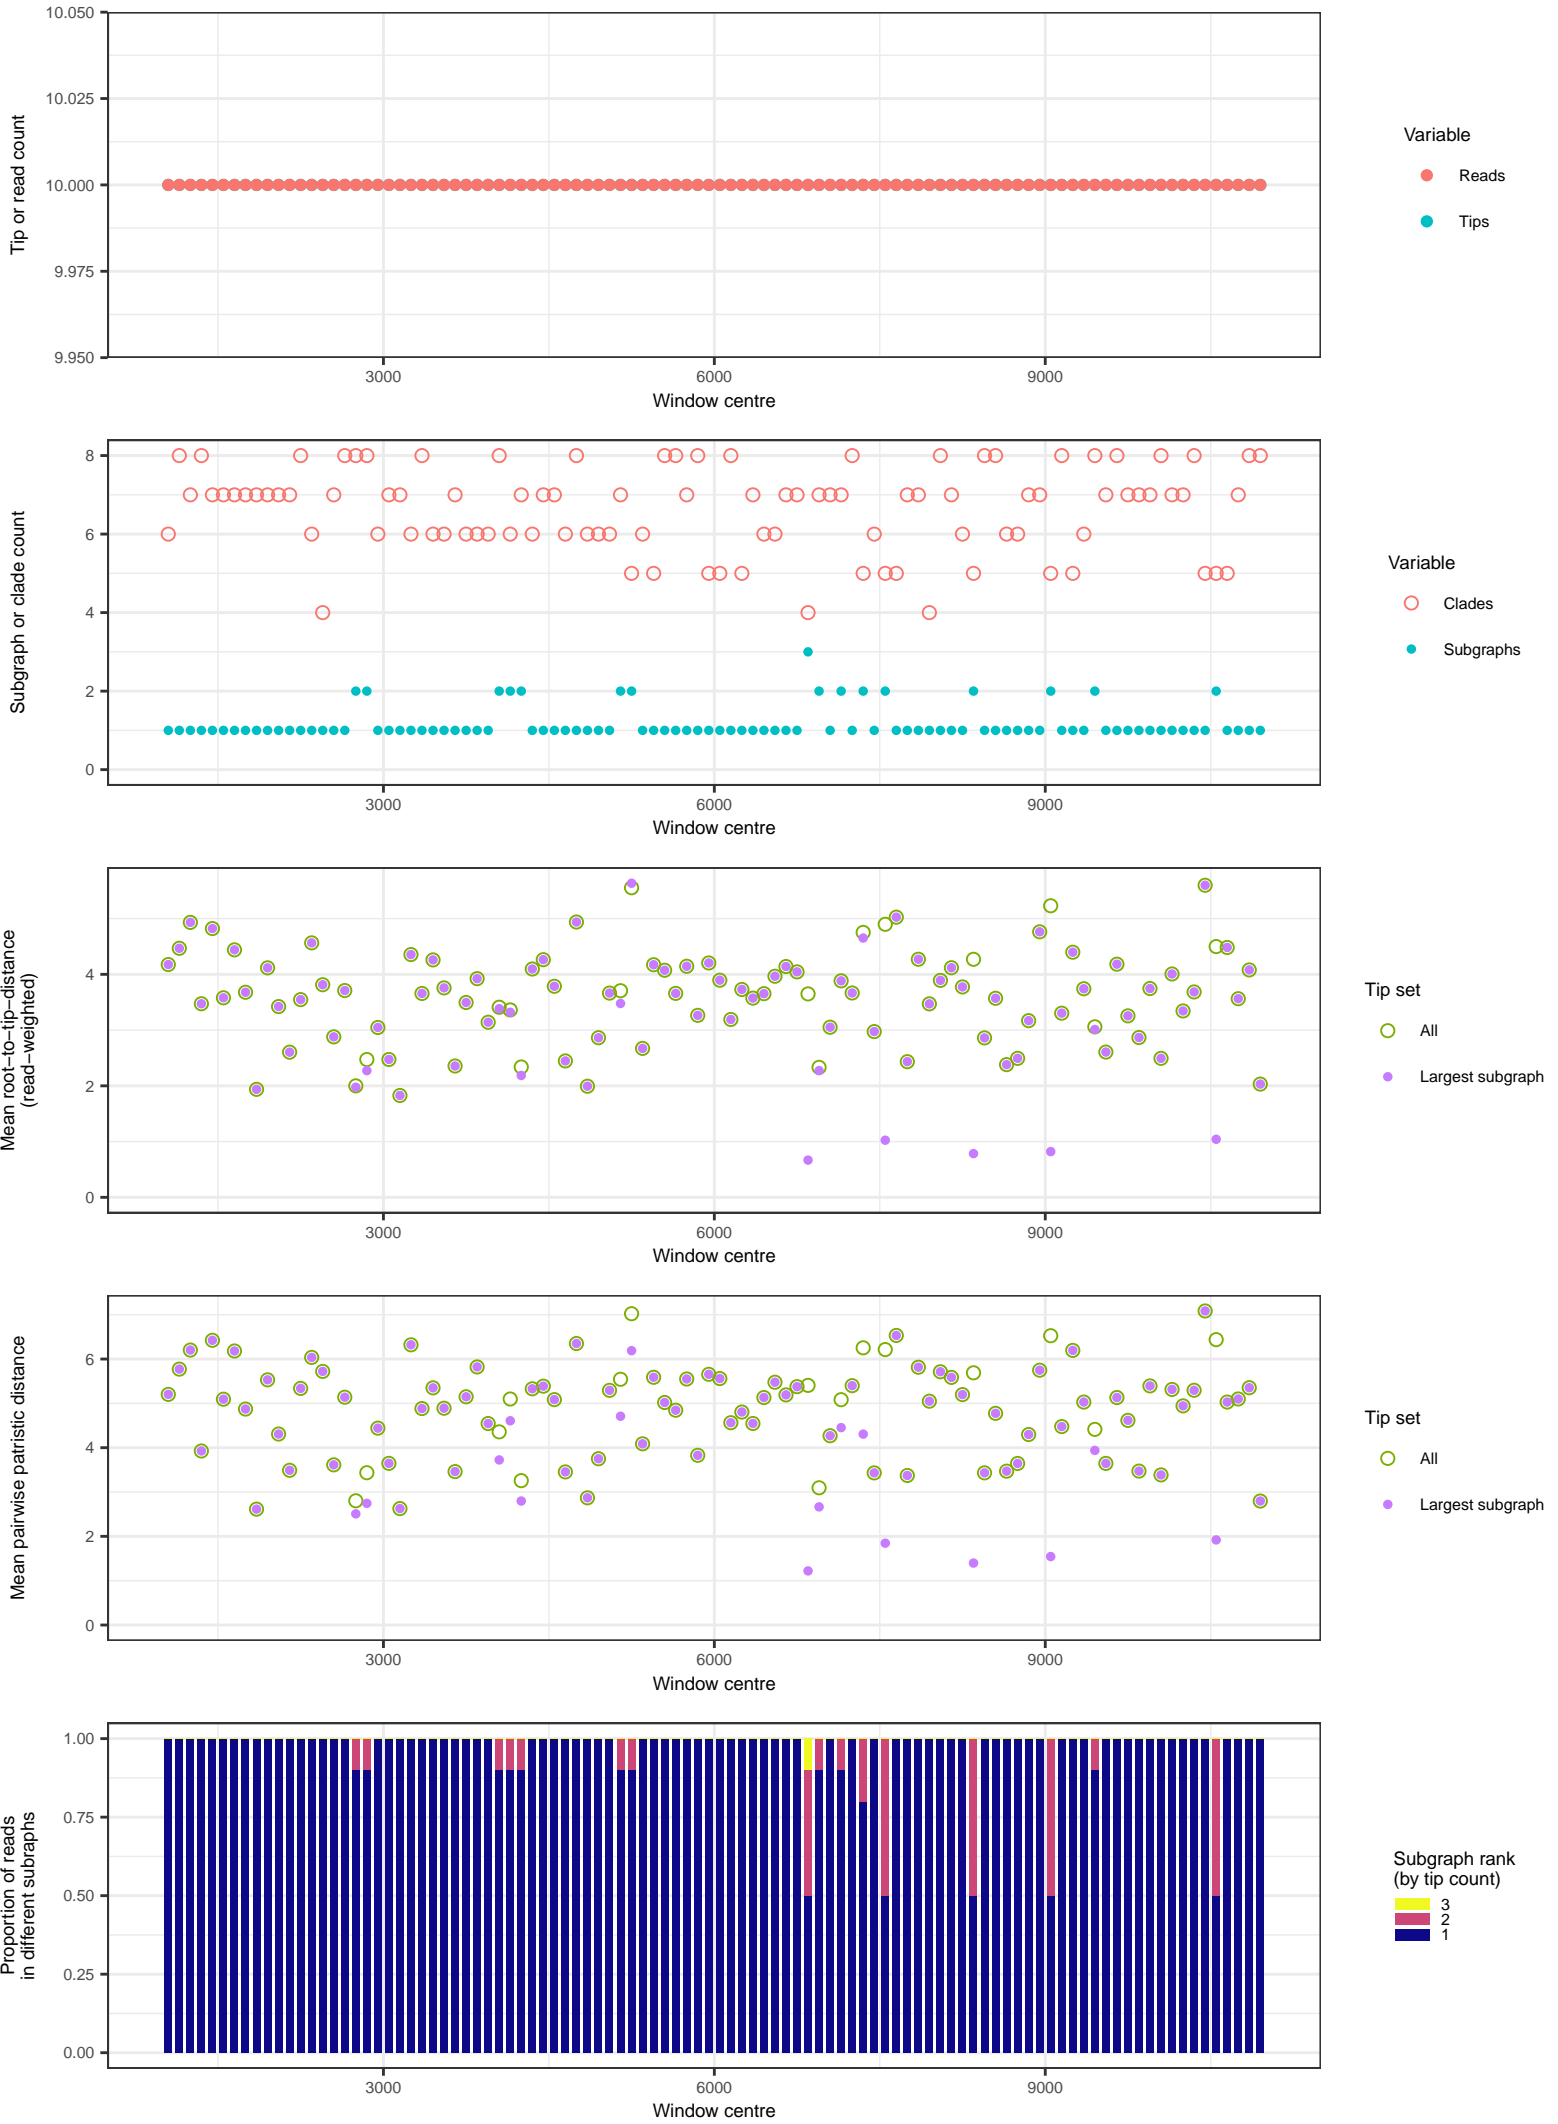 10.050
10.025
10.000
9.975
9.950
Tip or read count
3000 6000 9000
Window centre
Variable
Reads
Tips
8
6
4
2
0
Subgraph or clade count
3000 6000 9000
Window centre
Variable
Clades
Subgraphs
4
2
0
Mean root−to−tip−distance
(read−weighted)
3000 6000 9000
Window centre
Tip set
All
Largest subgraph
6
4
2
0
Mean pairwise patristic distance
3000 6000 9000
Window centre
Tip set
All
Largest subgraph
1.00
0.75
0.50
0.25
0.00
Proportion of reads
in different subraphs
3000 6000 9000
Window centre
Subgraph rank
(by tip count)
3
2
1